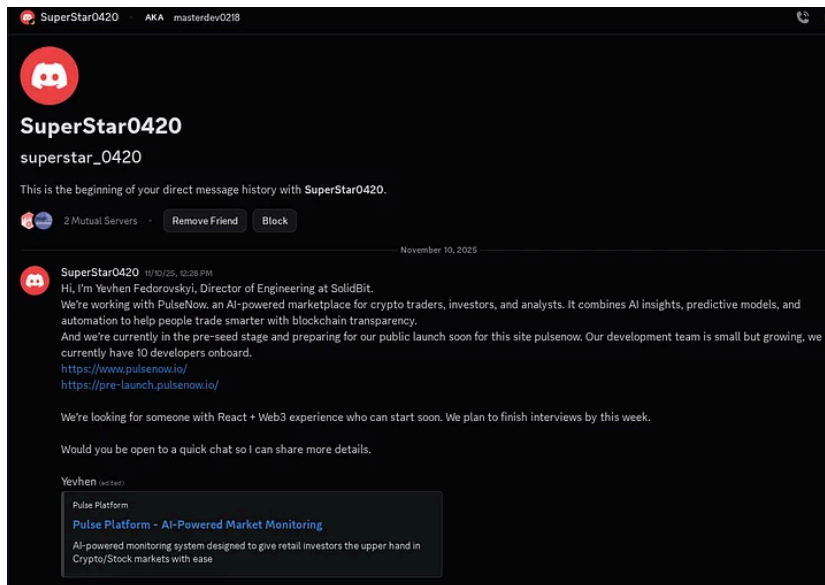 SuperStar0420 · AKA masterdev0218
SuperStar0420
superstar_0420
This is the beginning of your direct message history with SuperStar0420.
2 Mutual Servers · Remove Friend Block
November 10, 2025
SuperStar0420 11/10/25, 12:28 PM
Hi, I'm Yevhen Fedorovskyi, Director of Engineering at SolidBit.
We're working with PulseNow. an AI-powered marketplace for crypto traders, investors, and analysts. It combines AI insights, predictive models, and
automation to help people trade smarter with blockchain transparency.
And we're currently in the pre-seed stage and preparing for our public launch soon for this site pulsenow. Our development team is small but growing, we
currently have 10 developers onboard.
https://www.pulsenow.io/
https://pre-launch.pulsenow.io/
We're looking for someone with React + Web3 experience who can start soon. We plan to finish interviews by this week.
Would you be open to a quick chat so I can share more details.
Yevhen (edited)
Pulse Platform
Pulse Platform - AI-Powered Market Monitoring
AI-powered monitoring system designed to give retail investors the upper hand in
Crypto/Stock markets with ease